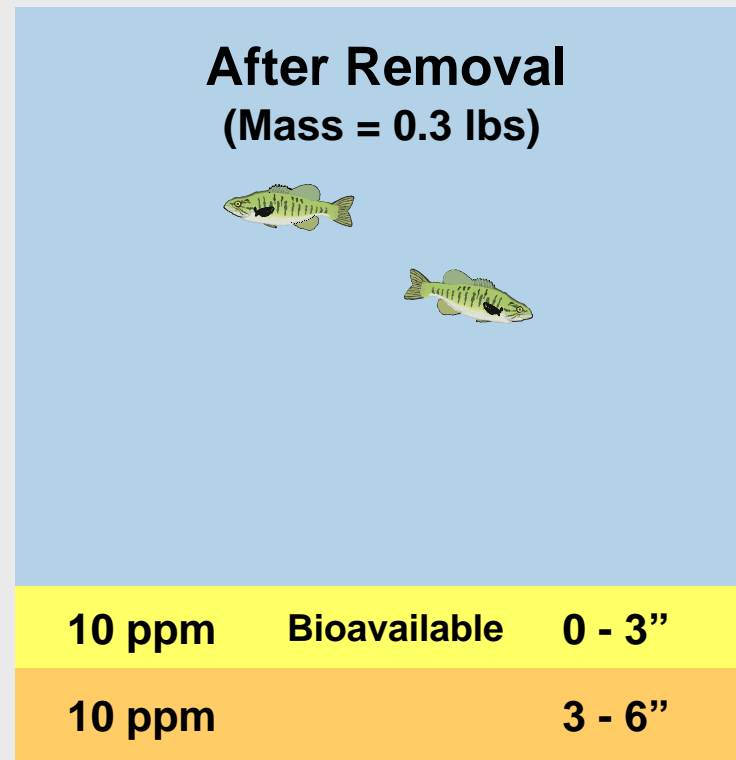 After Removal
(Mass = 0.3 lbs)
10 ppm Bioavailable 0 - 3”
10 ppm 3 - 6”